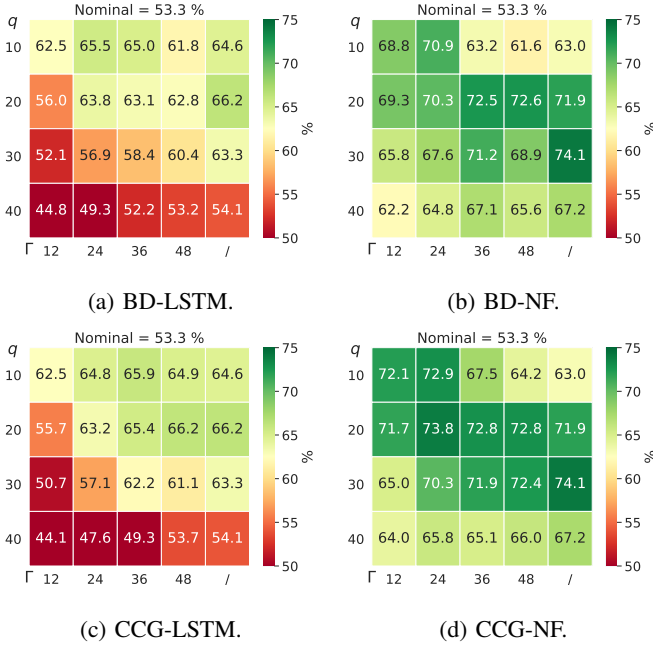 Nominal = 53.3 %
q
10 62.5 65.5 65.0 61.8 64.6 75
20 56.0 63.8 63.1 62.8 66.2 70
30 52.1 56.9 58.4 60.4 63.3 65
40 44.8 49.3 52.2 53.2 54.1 60
Γ 12 24 36 48 / 55
50
%
(a) BD-LSTM.
Nominal = 53.3 %
q
10 68.8 70.9 63.2 61.6 63.0 75
20 69.3 70.3 72.5 72.6 71.9 70
30 65.8 67.6 71.2 68.9 74.1 65
40 62.2 64.8 67.1 65.6 67.2 60
Γ 12 24 36 48 / 55
50
%
(b) BD-NF.
Nominal = 53.3 %
q
10 62.5 64.8 65.9 64.9 64.6 75
20 55.7 63.2 65.4 66.2 66.2 70
30 50.7 57.1 62.2 61.1 63.3 65
40 44.1 47.6 49.3 53.7 54.1 60
Γ 12 24 36 48 / 55
50
%
(c) CCG-LSTM.
Nominal = 53.3 %
q
10 72.1 72.9 67.5 64.2 63.0 75
20 71.7 73.8 72.8 72.8 71.9 70
30 65.0 70.3 71.9 72.4 74.1 65
40 64.0 65.8 65.1 66.0 67.2 60
Γ 12 24 36 48 / 55
50
%
(d) CCG-NF.